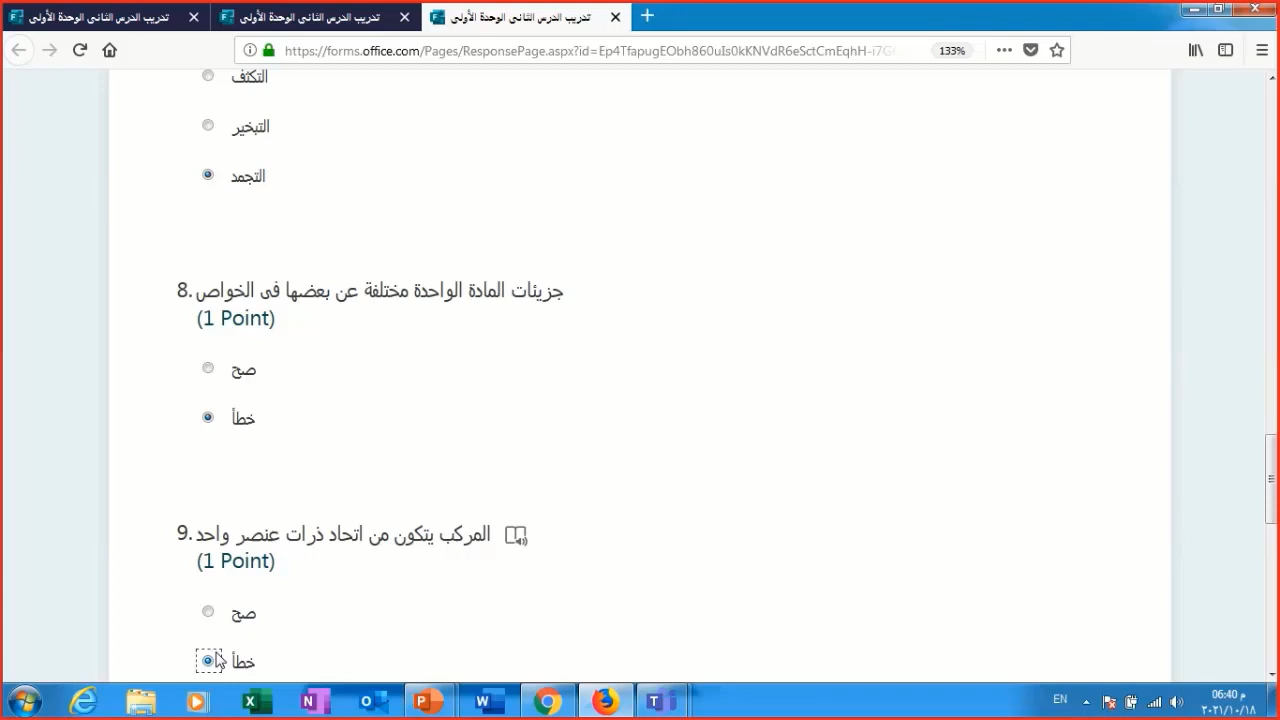 تدريب الدرس الثانى الوحدة الأولى
تدريب الدرس الثانى الوحدة الأولى
تدريب الدرس الثانى الوحدة الأولى
https://forms.office.com/Pages/ResponsePage.aspx?id=Ep4TfapugEObh860uIs0kKNVdR6eSctCmEqhH-i7G
133%
التكثف
التبخير
التجمد
8. جزيئات المادة الواحدة مختلفة عن بعضها فى الخواص
(1 Point)
صح
خطأ
9. المركب يتكون من اتحاد ذرات عنصر واحد
(1 Point)
صح
خطأ
EN
06:40 م
٢٠٢١/١٠/١٨